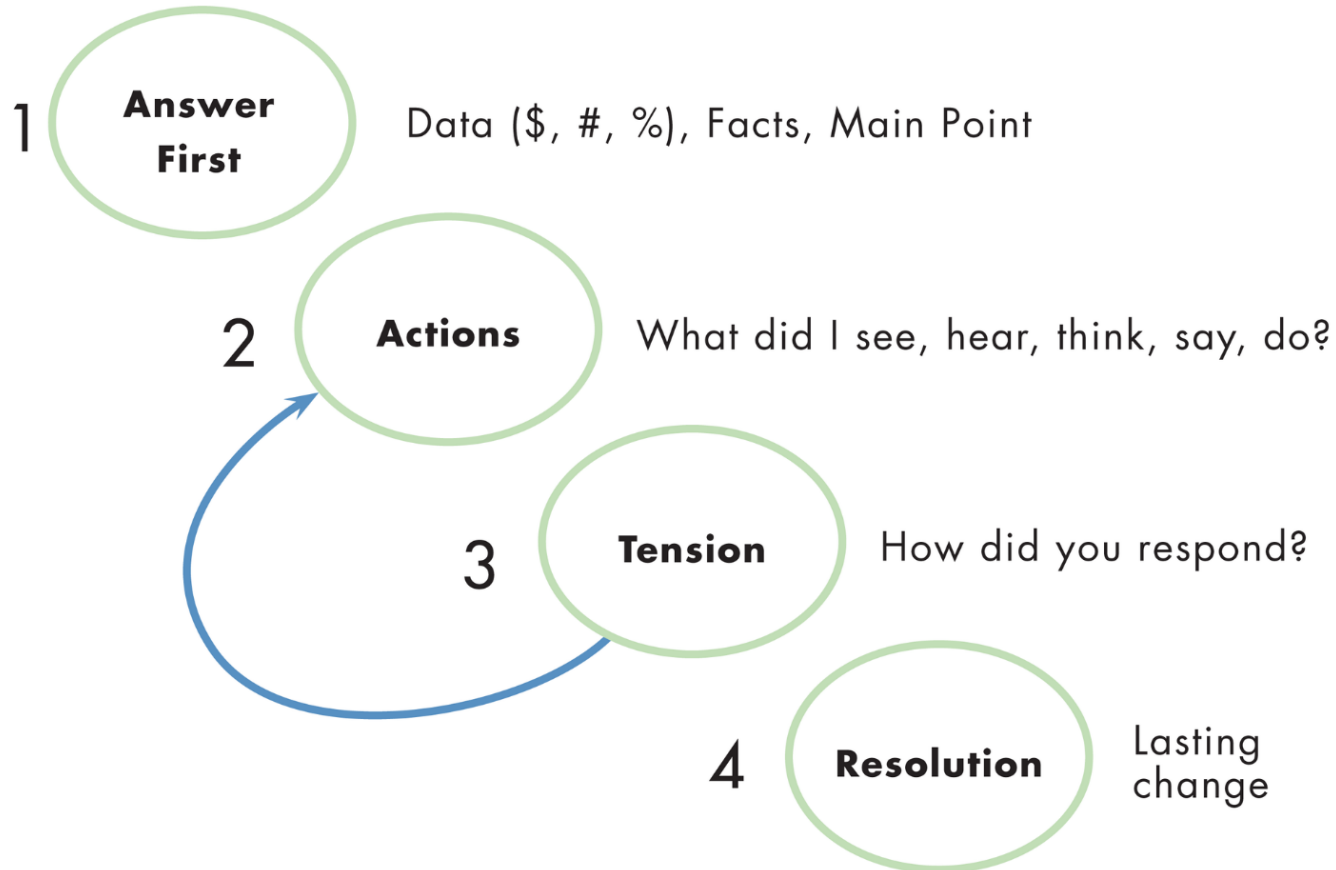 1
Answer
First
Data ($, #, %), Facts, Main Point
2
Actions
What did I see, hear, think, say, do?
3
Tension
How did you respond?
4
Resolution
Lasting
change